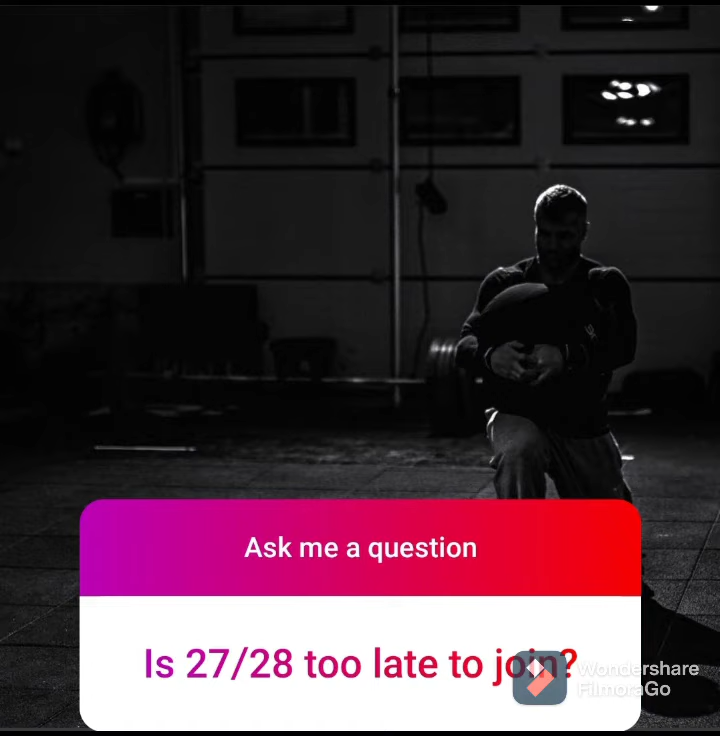 Ask me a question
Is 27/28 too late to join?
Wondershare
FilmoraGo